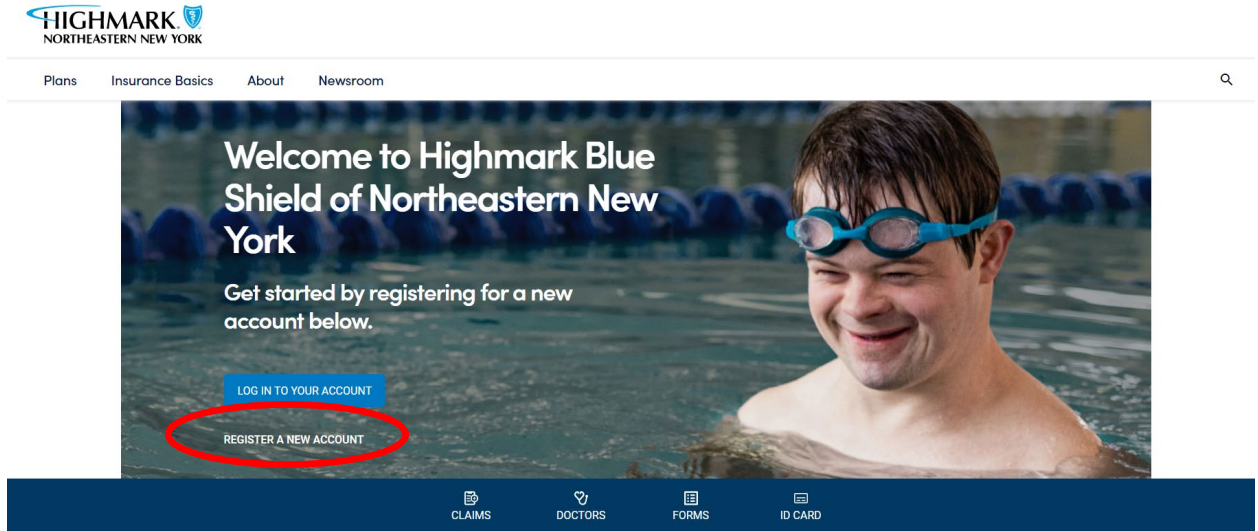 HIGHMARK
NORTHEASTERN NEW YORK
Plans Insurance Basics About Newsroom
Welcome to Highmark Blue
Shield of Northeastern New
York
Get started by registering for a new
account below.
LOG IN TO YOUR ACCOUNT
REGISTER A NEW ACCOUNT
CLAIMS DOCTORS FORMS ID CARD